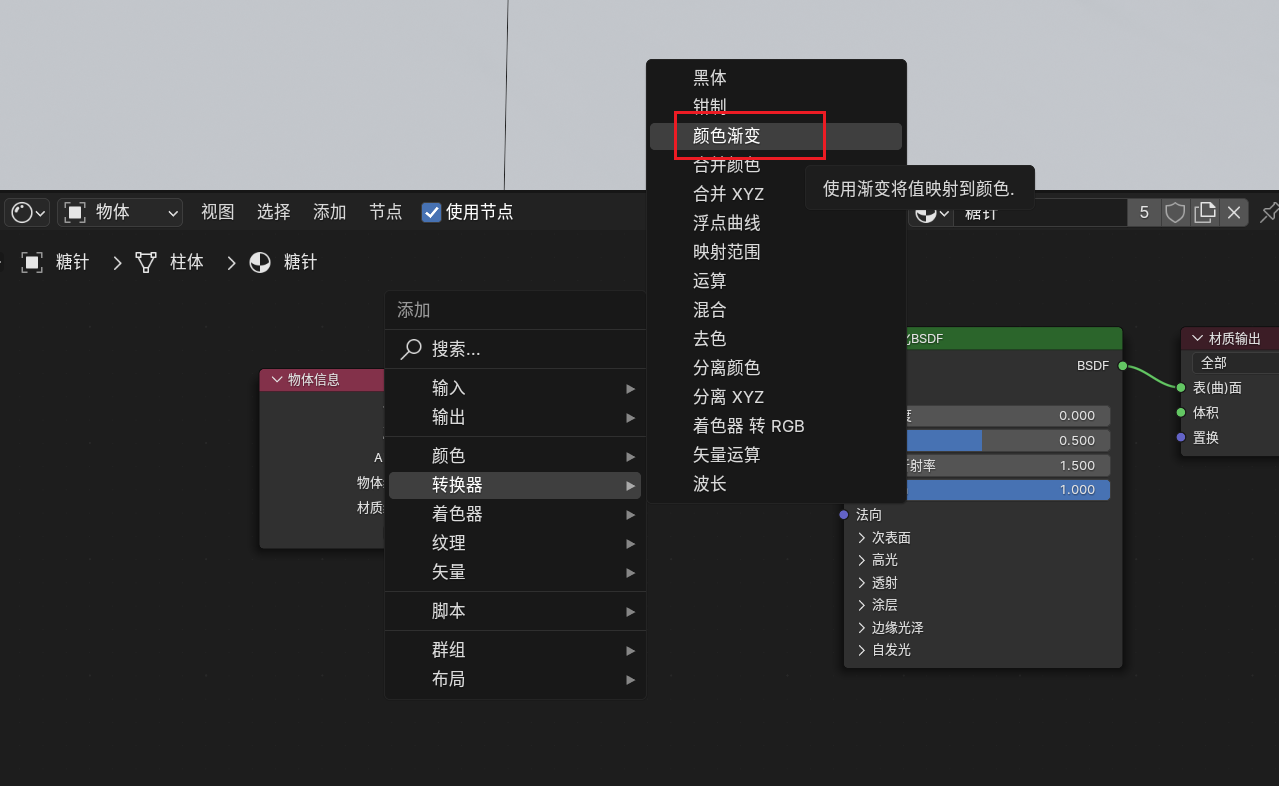 黑体
钳制
颜色渐变
合并颜色
合并 XYZ
浮点曲线
映射范围
运算
混合
去色
分离颜色
分离 XYZ
着色器 转 RGB
矢量运算
波长
使用渐变将值映射到颜色.
物体
视图
选择
添加
节点
使用节点
糖针
5
糖针
柱体
糖针
添加
搜索...
输入
输出
颜色
转换器
着色器
纹理
矢量
脚本
群组
布局
物体信息
A
物体
材质
BSDF
BSDF
度
0.000
0.500
射率
1.500
1.000
法向
次表面
高光
透射
涂层
边缘光泽
自发光
材质输出
全部
表(曲)面
体积
置换